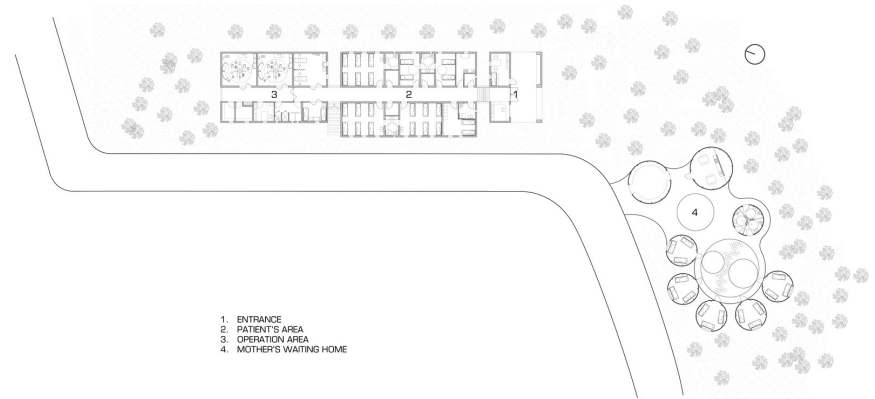 3
2
1
4
1. ENTRANCE
2. PATIENT'S AREA
3. OPERATION AREA
4. MOTHER'S WAITING HOME